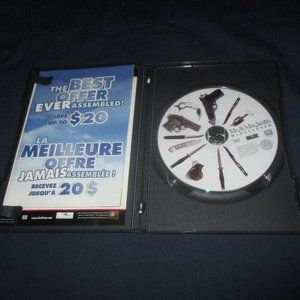 THE BEST
OFFER
EVER ASSEMBLED!
SAVE
UP TO $20
LA
MEILLEURE
OFFRE
JAMAIS ASSEMBLÉE !
RECEVEZ
JUSQU'À 20 $
Mr.&Mrs.Smith